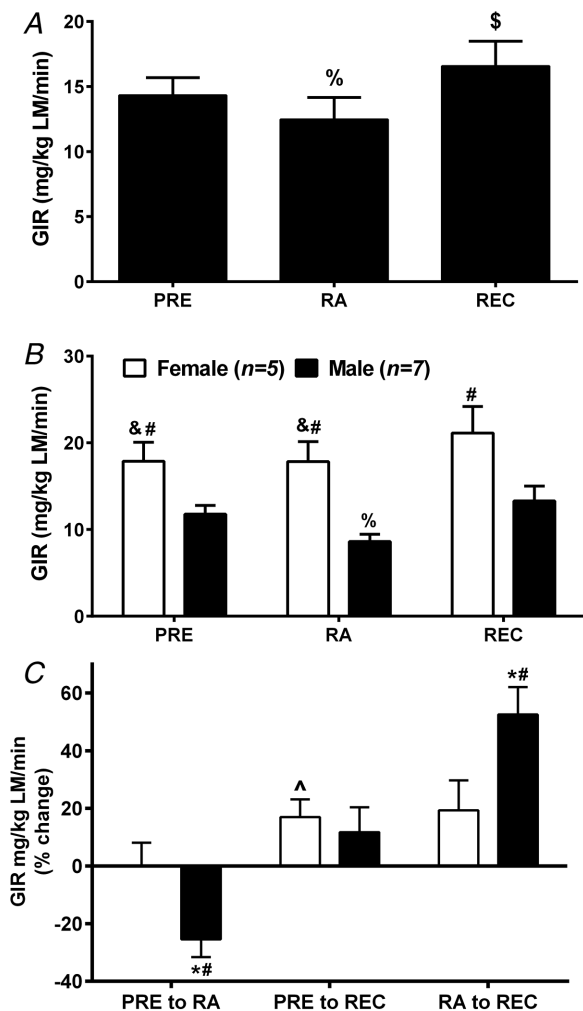 A
20
$
%
15
10
5
0
GIR (mg/kg LM/min)
PRE RA REC
B
30
Female (n=5) Male (n=7)
&# &# #
20
%
10
0
GIR (mg/kg LM/min)
PRE RA REC
C
60
*#
40
^
20
0
-20
*#
-40
GIR mg/kg LM/min
(% change)
PRE to RA PRE to REC RA to REC